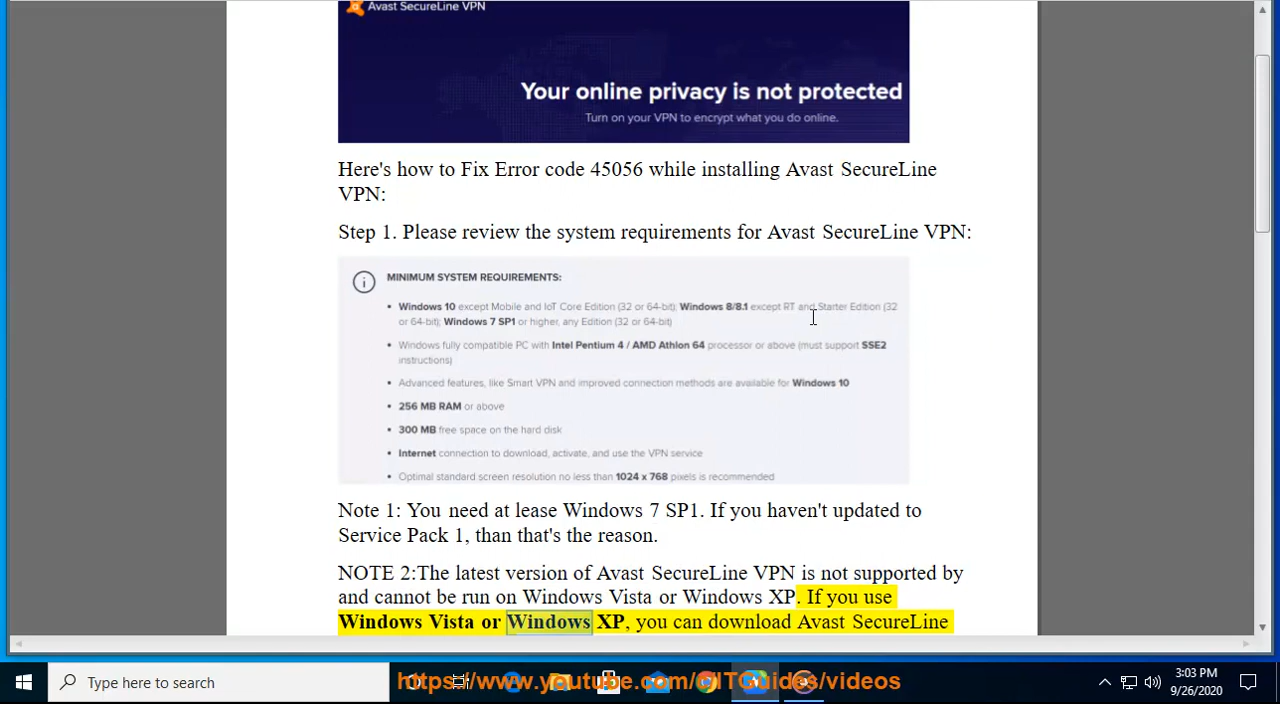 Avast SecureLine VPN
Your online privacy is not protected
Turn on your VPN to encrypt what you do online.
Here's how to Fix Error code 45056 while installing Avast SecureLine
VPN:
Step 1. Please review the system requirements for Avast SecureLine VPN:
MINIMUM SYSTEM REQUIREMENTS:
• Windows 10 except Mobile and IoT Core Edition (32 or 64-bit); Windows 8/8.1 except RT and Starter Edition (32
or 64-bit); Windows 7 SP1 or higher, any Edition (32 or 64-bit)
• Windows fully compatible PC with Intel Pentium 4 / AMD Athlon 64 processor or above (must support SSE2
instructions)
• Advanced features, like Smart VPN and improved connection methods are available for Windows 10
• 256 MB RAM or above
• 300 MB free space on the hard disk
• Internet connection to download, activate, and use the VPN service
• Optimal standard screen resolution no less than 1024 x 768 pixels is recommended
Note 1: You need at lease Windows 7 SP1. If you haven't updated to
Service Pack 1, than that's the reason.
NOTE 2:The latest version of Avast SecureLine VPN is not supported by
and cannot be run on Windows Vista or Windows XP. If you use
Windows Vista or Windows XP, you can download Avast SecureLine
Type here to search
https://www.youtube.com/c/ITGuides/videos
3:03 PM
9/26/2020